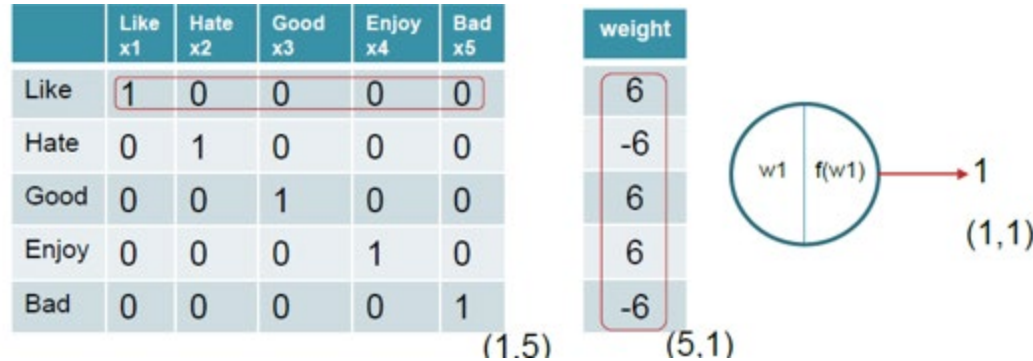 Like Hate Good Enjoy Bad
x1 x2 x3 x4 x5
Like 1 0 0 0 0
Hate 0 1 0 0 0
Good 0 0 1 0 0
Enjoy 0 0 0 1 0
Bad 0 0 0 0 1
(1,5)
weight
6
-6
6
6
-6
(5,1)
w1 f(w1) 1
(1,1)